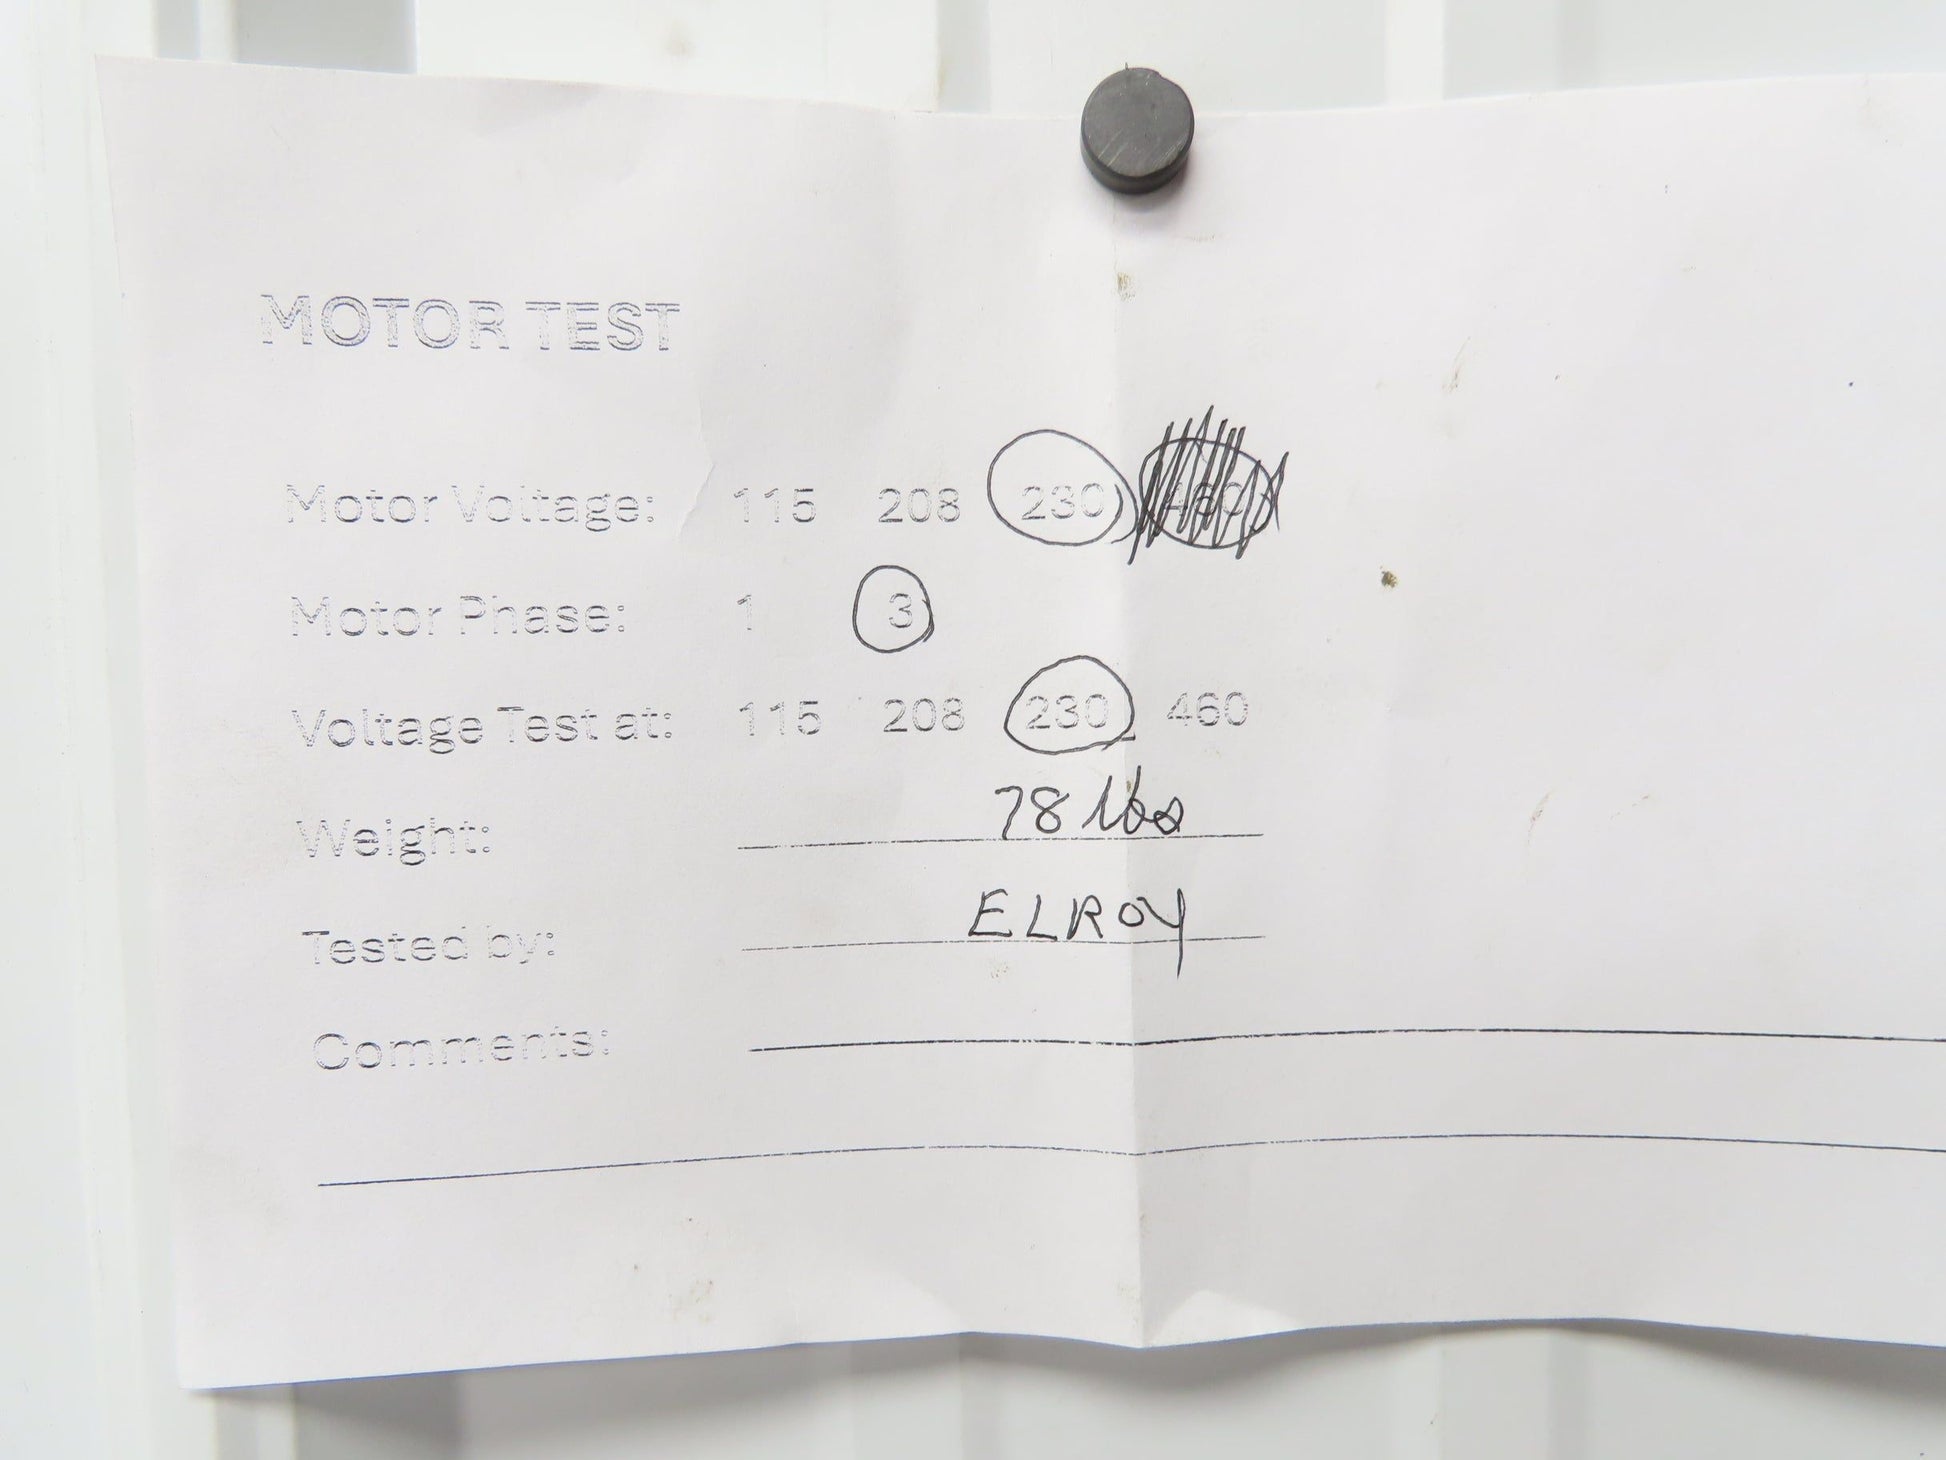 MOTOR TEST
Motor Voltage: 115 208 230 460
Motor Phase: 1 3
Voltage Test at: 115 208 230 460
Weight: 78 lbs
Tested by: ELROY
Comments: